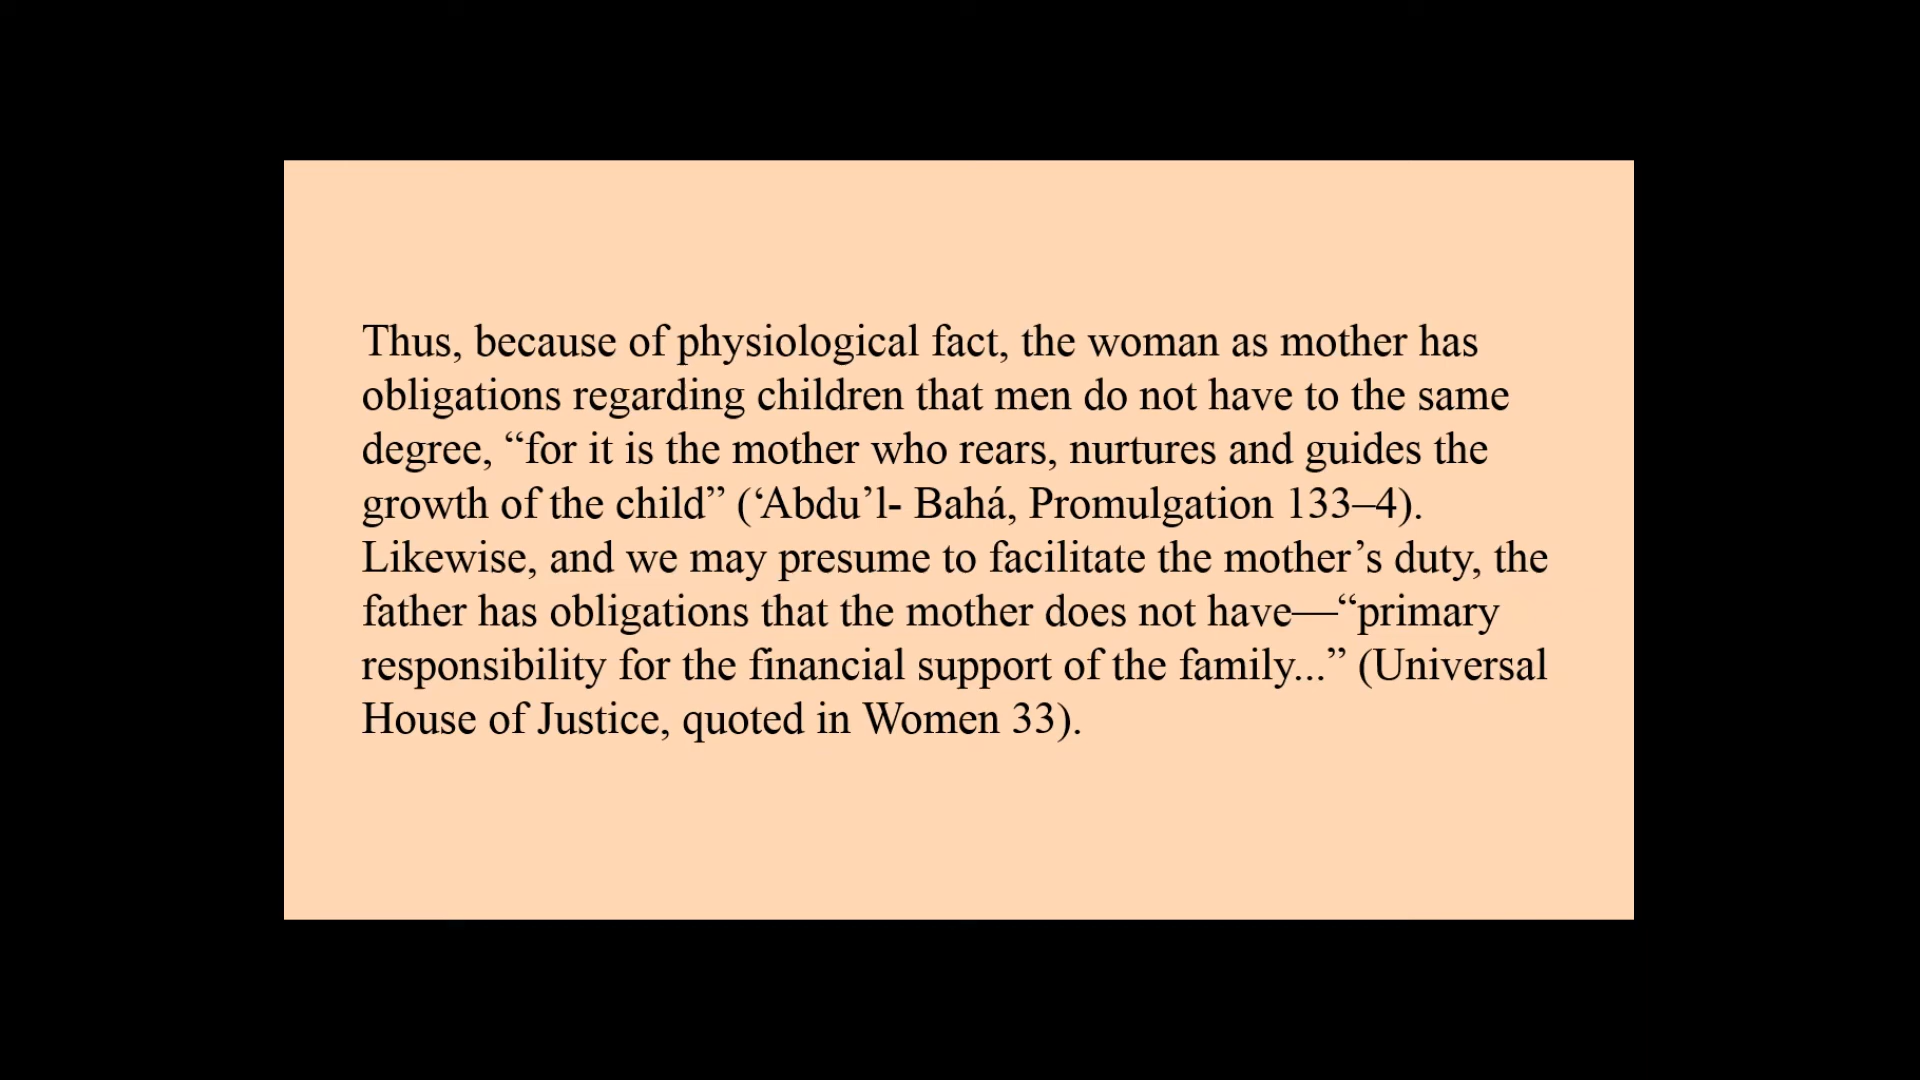 Thus, because of physiological fact, the woman as mother has
obligations regarding children that men do not have to the same
degree, “for it is the mother who rears, nurtures and guides the
growth of the child” (‘Abdu’l- Bahá, Promulgation 133–4).
Likewise, and we may presume to facilitate the mother’s duty, the
father has obligations that the mother does not have—“primary
responsibility for the financial support of the family...” (Universal
House of Justice, quoted in Women 33).